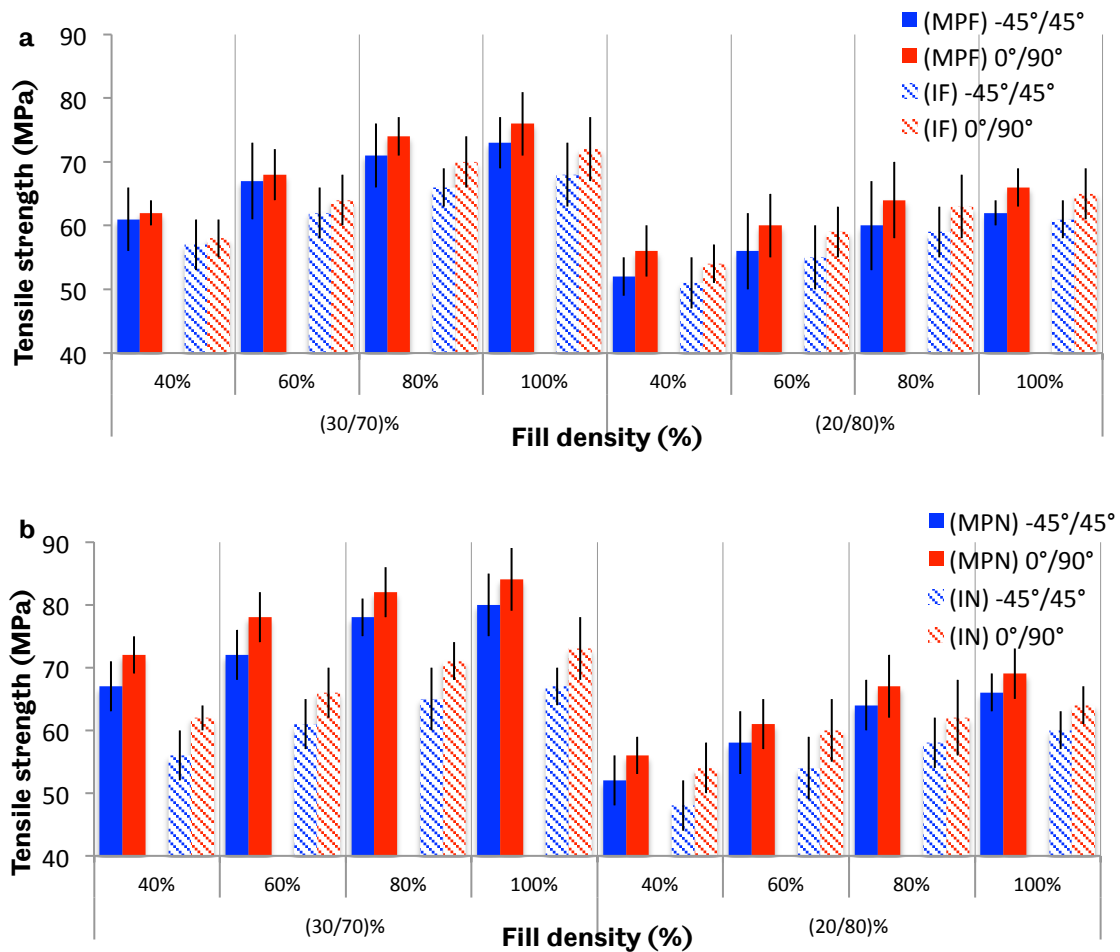 a
(MPF) -45°/45°
(MPF) 0°/90°
(IF) -45°/45°
(IF) 0°/90°
Tensile strength (MPa)
90
80
70
60
50
40
40% 60% 80% 100% 40% 60% 80% 100%
(30/70)% (20/80)%
Fill density (%)
b
(MPN) -45°/45°
(MPN) 0°/90°
(IN) -45°/45°
(IN) 0°/90°
Tensile strength (MPa)
90
80
70
60
50
40
40% 60% 80% 100% 40% 60% 80% 100%
(30/70)% (20/80)%
Fill density (%)